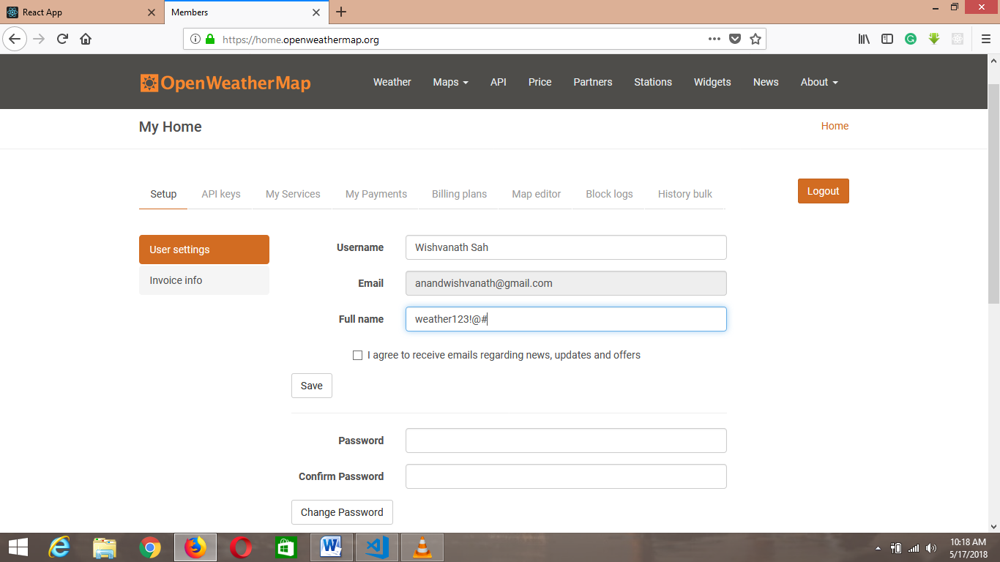 React App
Members
https://home.openweathermap.org
OpenWeatherMap
Weather
Maps
API
Price
Partners
Stations
Widgets
News
About
My Home
Home
Setup
API keys
My Services
My Payments
Billing plans
Map editor
Block logs
History bulk
Logout
User settings
Invoice info
Username
Wishvanath Sah
Email
anandwishvanath@gmail.com
Full name
weather123!@#
I agree to receive emails regarding news, updates and offers
Save
Password
Confirm Password
Change Password
10:18 AM
5/17/2018